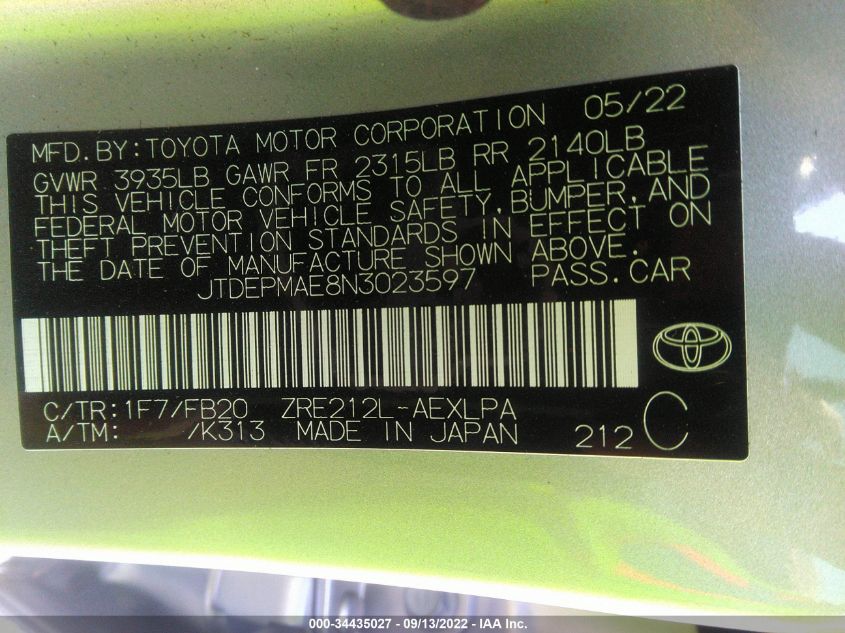 05/22
MFD.BY:TOYOTA MOTOR CORPORATION
GVWR 3935LB GAWR FR 2315LB RR 2140LB
THIS VEHICLE CONFORMS TO ALL APPLICABLE
FEDERAL MOTOR VEHICLE SAFETY,BUMPER,AND
THEFT PREVENTION STANDARDS IN EFFECT ON
THE DATE OF MANUFACTURE SHOWN ABOVE.
JTDEPMAE8N3023597 PASS.CAR
C/TR:1F7/FB20 ZRE212L-AEXLPA
A/TM: /K313 MADE IN JAPAN 212 C
000-34435027 - 09/13/2022 - IAA Inc.